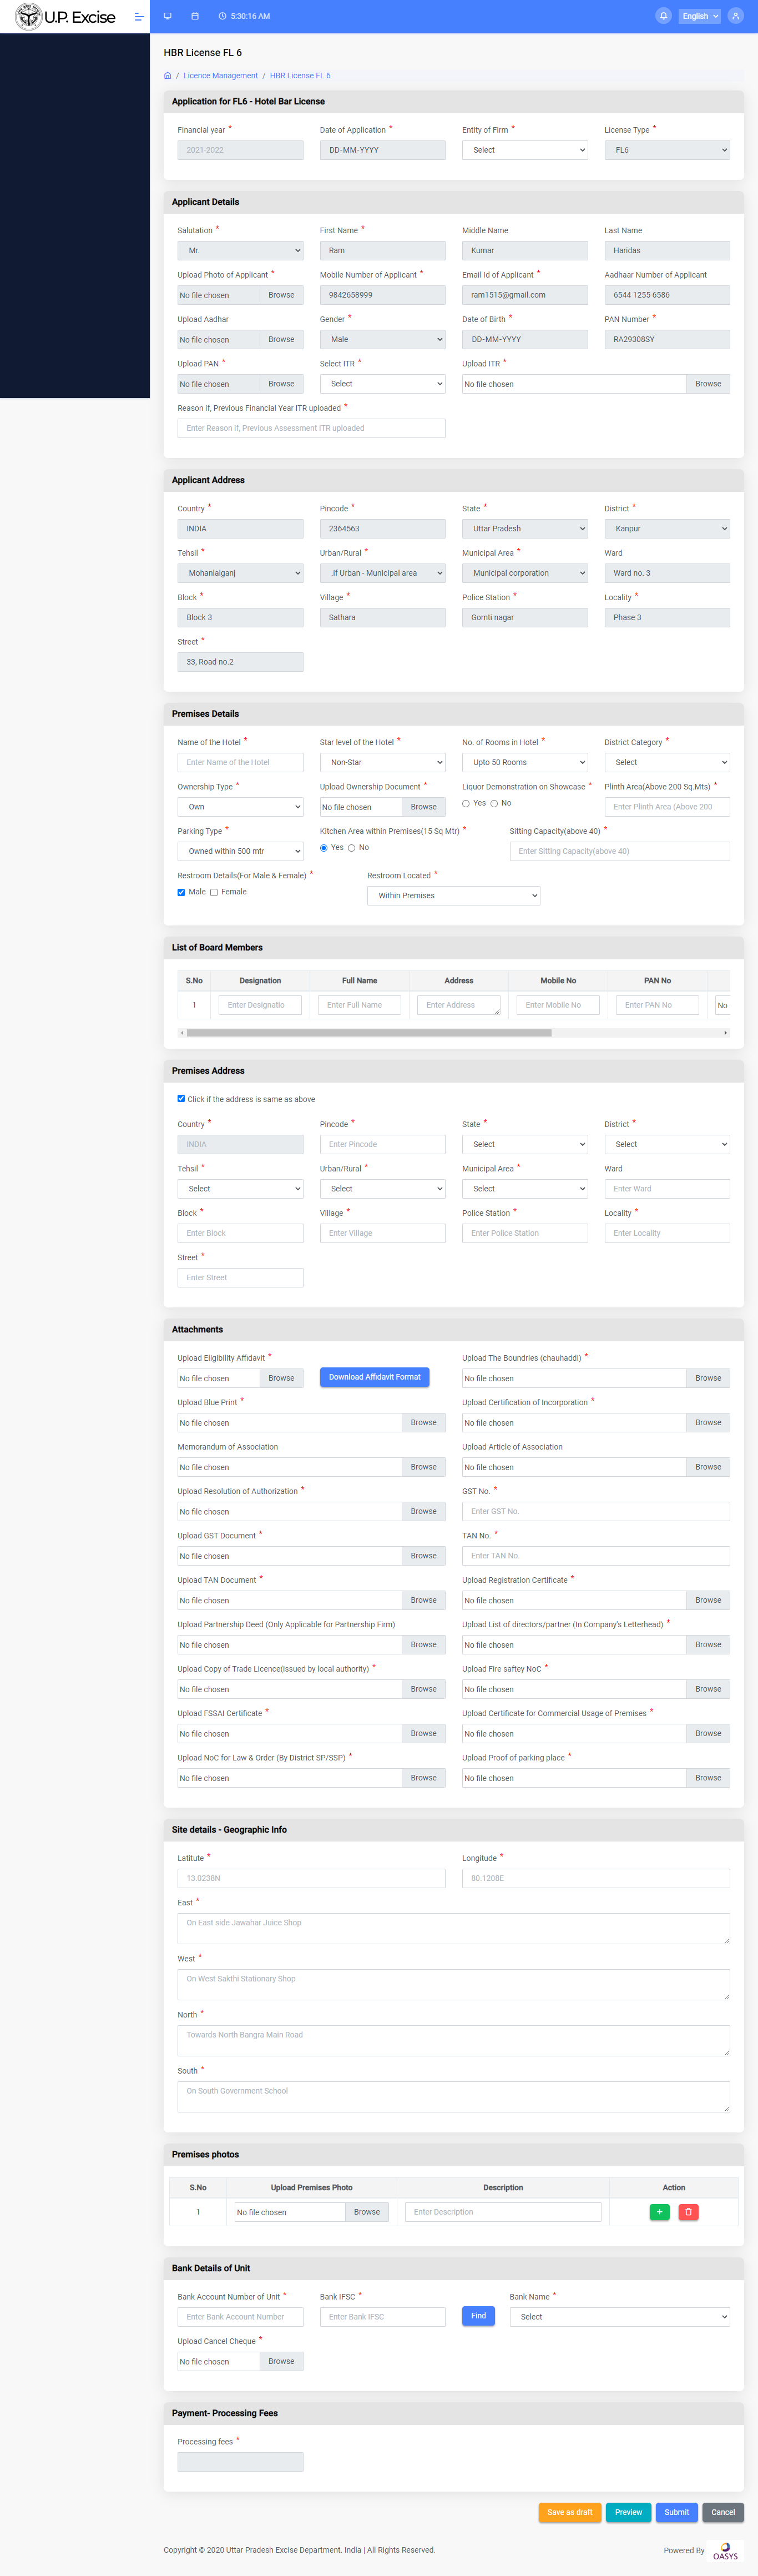 U.P. Excise
5:30:16 AM
English
HBR License FL 6
/ Licence Management / HBR License FL 6
Application for FL6 - Hotel Bar License
Financial year * Date of Application * Entity of Firm * License Type *
2021-2022 DD-MM-YYYY Select FL6
Applicant Details
Salutation * First Name * Middle Name Last Name
Mr. Ram Kumar Haridas
Upload Photo of Applicant * Mobile Number of Applicant * Email Id of Applicant * Aadhaar Number of Applicant
No file chosen Browse 9842658999 ram1515@gmail.com 6544 1255 6586
Upload Aadhar Gender * Date of Birth * PAN Number *
No file chosen Browse Male DD-MM-YYYY RA29308SY
Upload PAN * Select ITR * Upload ITR *
No file chosen Browse Select No file chosen Browse
Reason if, Previous Financial Year ITR uploaded *
Enter Reason if, Previous Assessment ITR uploaded
Applicant Address
Country * Pincode * State * District *
INDIA 2364563 Uttar Pradesh Kanpur
Tehsil * Urban/Rural * Municipal Area * Ward
Mohanlalganj .if Urban - Municipal area Municipal corporation Ward no. 3
Block * Village * Police Station * Locality *
Block 3 Sathara Gomti nagar Phase 3
Street *
33, Road no.2
Premises Details
Name of the Hotel * Star level of the Hotel * No. of Rooms in Hotel * District Category *
Enter Name of the Hotel Non-Star Upto 50 Rooms Select
Ownership Type * Upload Ownership Document * Liquor Demonstration on Showcase * Plinth Area(Above 200 Sq.Mts) *
Own No file chosen Browse Yes No Enter Plinth Area (Above 200
Parking Type * Kitchen Area within Premises(15 Sq Mtr) * Sitting Capacity(above 40) *
Owned within 500 mtr Yes No Enter Sitting Capacity(above 40)
Restroom Details(For Male & Female) * Restroom Located *
Male Female Within Premises
List of Board Members
S.No Designation Full Name Address Mobile No PAN No
1 Enter Designatio Enter Full Name Enter Address Enter Mobile No Enter PAN No No
Premises Address
Click if the address is same as above
Country * Pincode * State * District *
INDIA Enter Pincode Select Select
Tehsil * Urban/Rural * Municipal Area * Ward
Select Select Select Enter Ward
Block * Village * Police Station * Locality *
Enter Block Enter Village Enter Police Station Enter Locality
Street *
Enter Street
Attachments
Upload Eligibility Affidavit * Upload The Boundries (chauhaddi) *
No file chosen Browse Download Affidavit Format No file chosen Browse
Upload Blue Print * Upload Certification of Incorporation *
No file chosen Browse No file chosen Browse
Memorandum of Association Upload Article of Association
No file chosen Browse No file chosen Browse
Upload Resolution of Authorization * GST No. *
No file chosen Browse Enter GST No.
Upload GST Document * TAN No. *
No file chosen Browse Enter TAN No.
Upload TAN Document * Upload Registration Certificate *
No file chosen Browse No file chosen Browse
Upload Partnership Deed (Only Applicable for Partnership Firm) Upload List of directors/partner (In Company's Letterhead) *
No file chosen Browse No file chosen Browse
Upload Copy of Trade Licence(issued by local authority) * Upload Fire saftey NoC *
No file chosen Browse No file chosen Browse
Upload FSSAI Certificate * Upload Certificate for Commercial Usage of Premises *
No file chosen Browse No file chosen Browse
Upload NoC for Law & Order (By District SP/SSP) * Upload Proof of parking place *
No file chosen Browse No file chosen Browse
Site details - Geographic Info
Latitute * Longitude *
13.0238N 80.1208E
East *
On East side Jawahar Juice Shop
West *
On West Sakthi Stationary Shop
North *
Towards North Bangra Main Road
South *
On South Government School
Premises photos
S.No Upload Premises Photo Description Action
1 No file chosen Browse Enter Description +
Bank Details of Unit
Bank Account Number of Unit * Bank IFSC * Bank Name *
Enter Bank Account Number Enter Bank IFSC Find Select
Upload Cancel Cheque *
No file chosen Browse
Payment- Processing Fees
Processing fees *
Save as draft Preview Submit Cancel
Copyright © 2020 Uttar Pradesh Excise Department. India | All Rights Reserved. Powered By OASYS